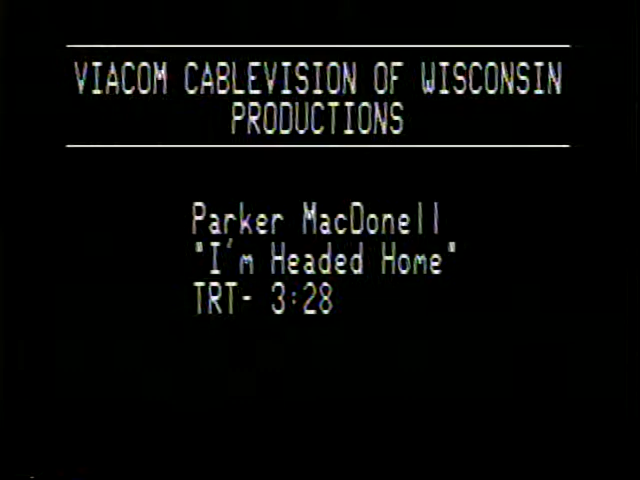 VIACOM CABLEVISION OF WISCONSIN
PRODUCTIONS
Parker MacDonell
"I'm Headed Home"
TRT- 3:28